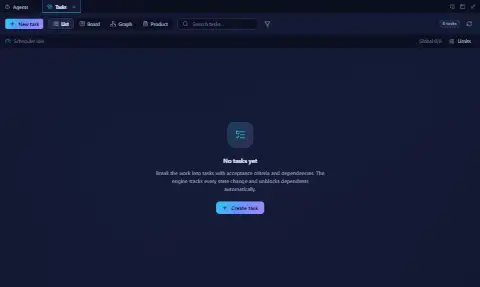 Agents
Tasks
New task
List
Board
Graph
Product
Search tasks
0 tasks
Scheduler idle
Global 0/6
Limits
No tasks yet
Break the work into tasks with acceptance criteria and dependencies. The
engine tracks every state change and unblocks dependents
automatically.
Create task